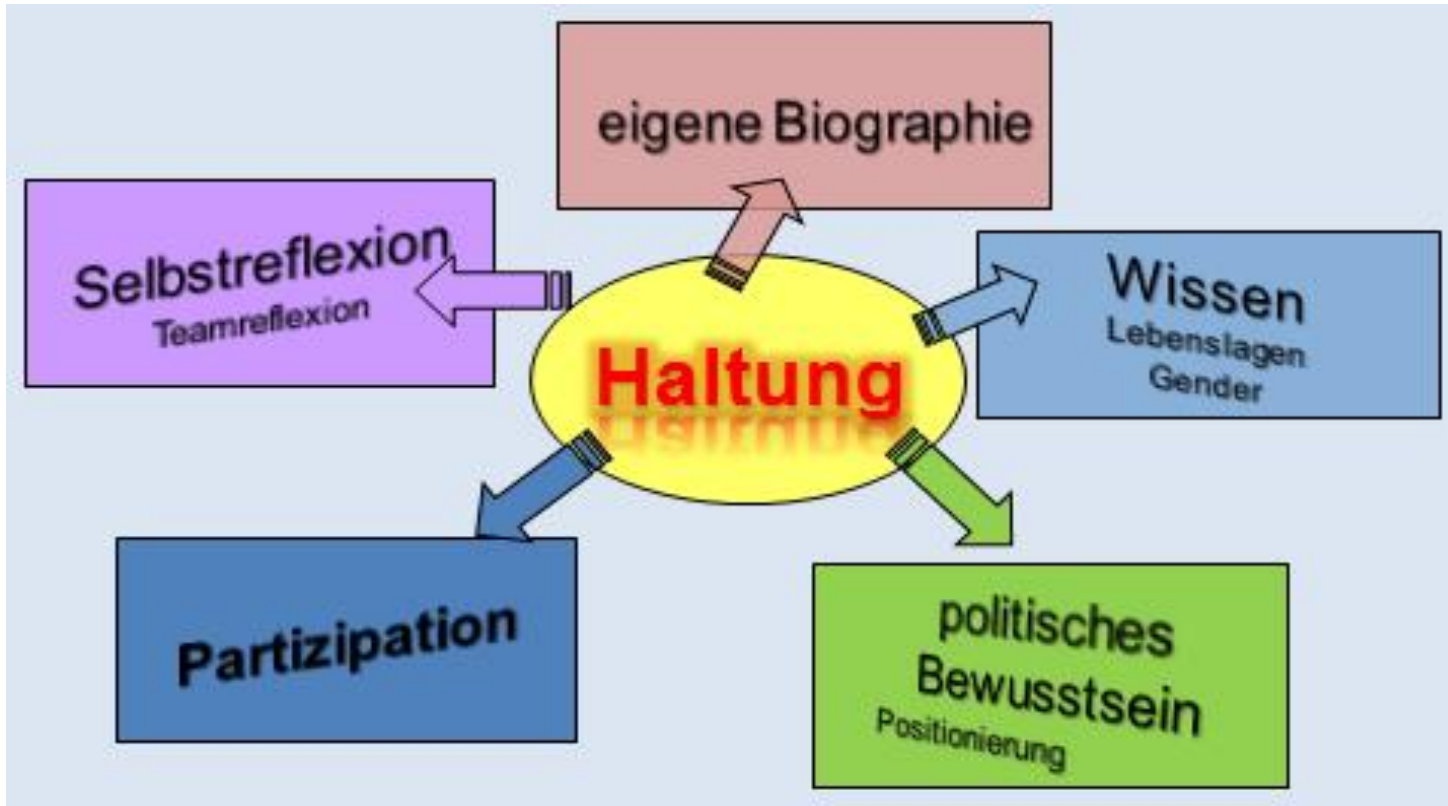 eigene Biographie
Selbstreflexion
Teamreflexion
Wissen
Lebenslagen
Gender
Haltung
Partizipation
politisches
Bewusstsein
Positionierung